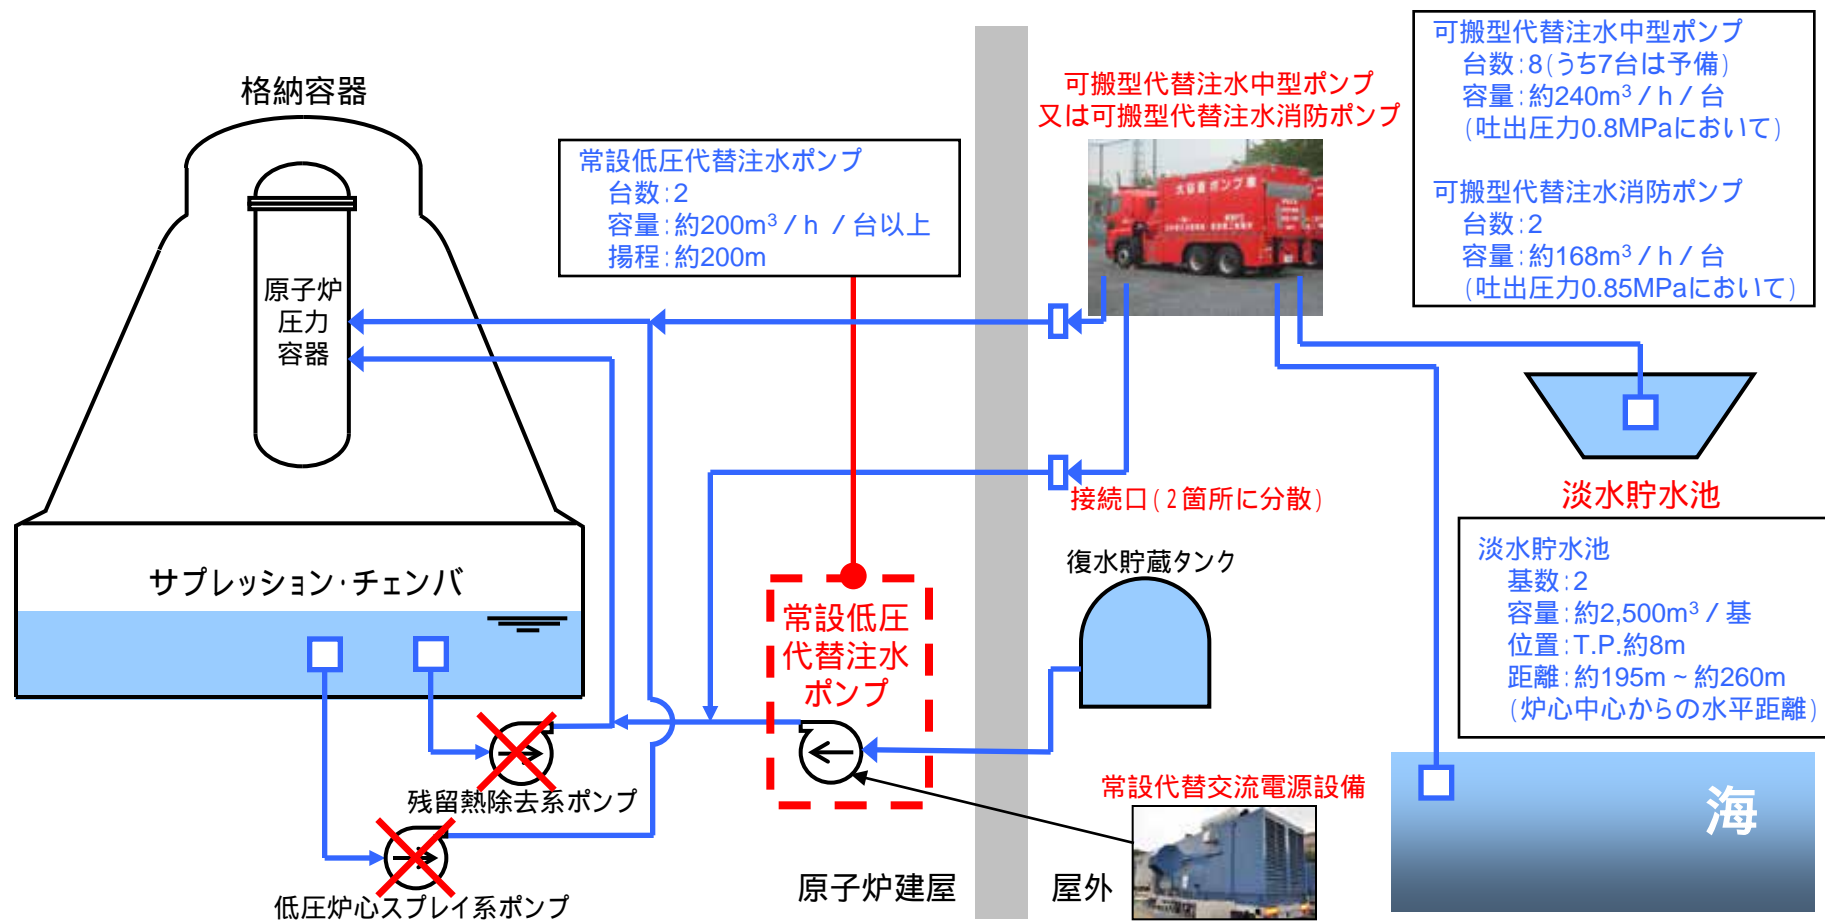 格納容器
原子炉
圧力
容器
サプレッション・チェンバ
残留熱除去系ポンプ
低圧炉心スプレイ系ポンプ
常設低圧代替注水ポンプ
台数:2
容量:約200m³/h /台以上
揚程:約200m
常設低圧
代替注水
ポンプ
原子炉建屋
屋外
可搬型代替注水中型ポンプ
又は可搬型代替注水消防ポンプ
大容量ポンプ車
接続口(2箇所に分散)
復水貯蔵タンク
常設代替交流電源設備
可搬型代替注水中型ポンプ
台数:8(うち7台は予備)
容量:約240m³/h/台
(吐出圧力0.8MPaにおいて)
可搬型代替注水消防ポンプ
台数:2
容量:約168m³/h/台
(吐出圧力0.85MPaにおいて)
淡水貯水池
淡水貯水池
基数:2
容量:約2,500m³/基
位置:T.P.約8m
距離:約195m~約260m
(炉心中心からの水平距離)
海